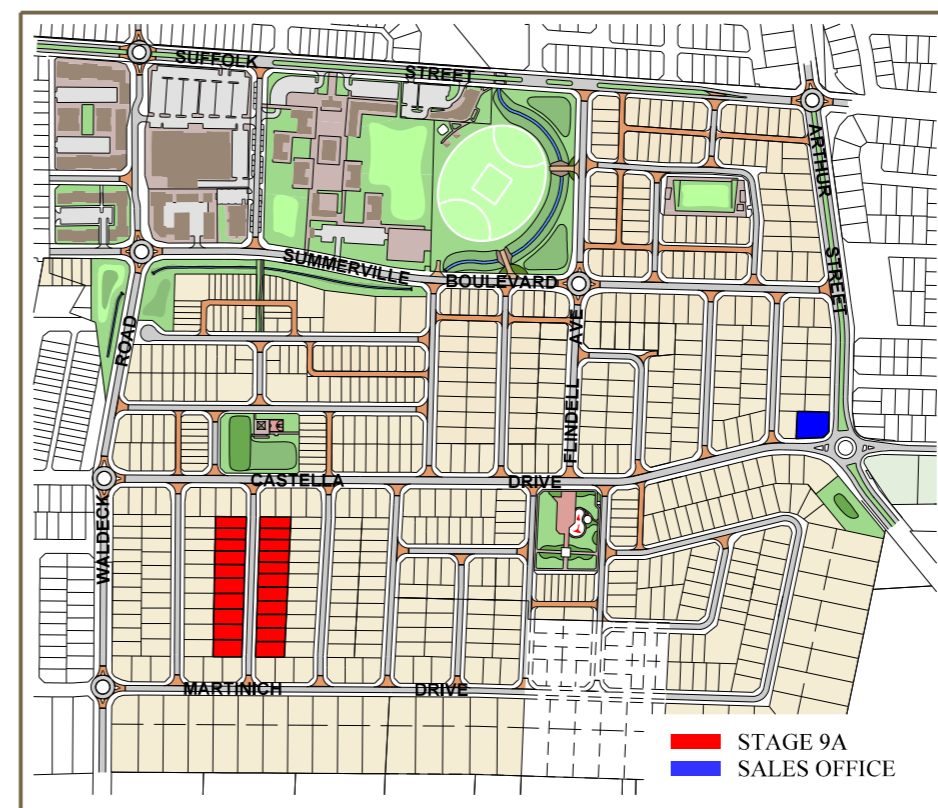 SUFFOLK STREET
ARTHUR STREET
SUMMERVILLE BOULEVARD
ROAD
AVE
FLINDELL
CASTELLA DRIVE
WALDECK
MARTINICH DRIVE
STAGE 9A
SALES OFFICE